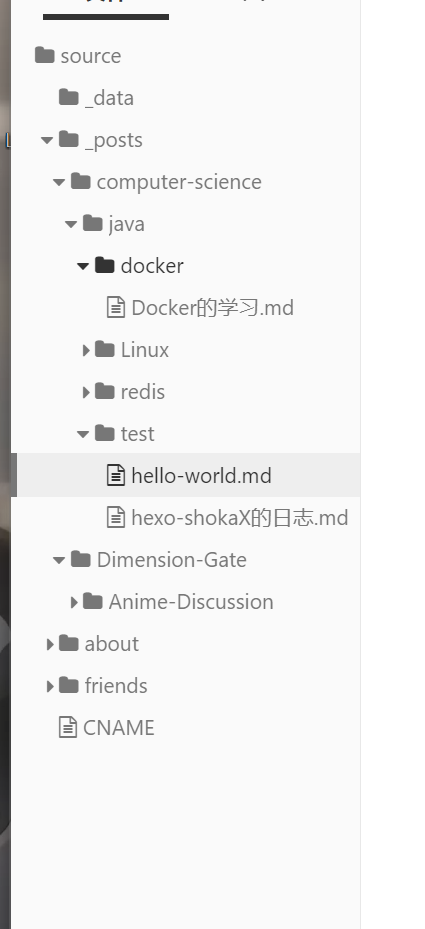 source
_data
_posts
computer-science
java
docker
Docker的学习.md
Linux
redis
test
hello-world.md
hexo-shokaX的日志.md
Dimension-Gate
Anime-Discussion
about
friends
CNAME